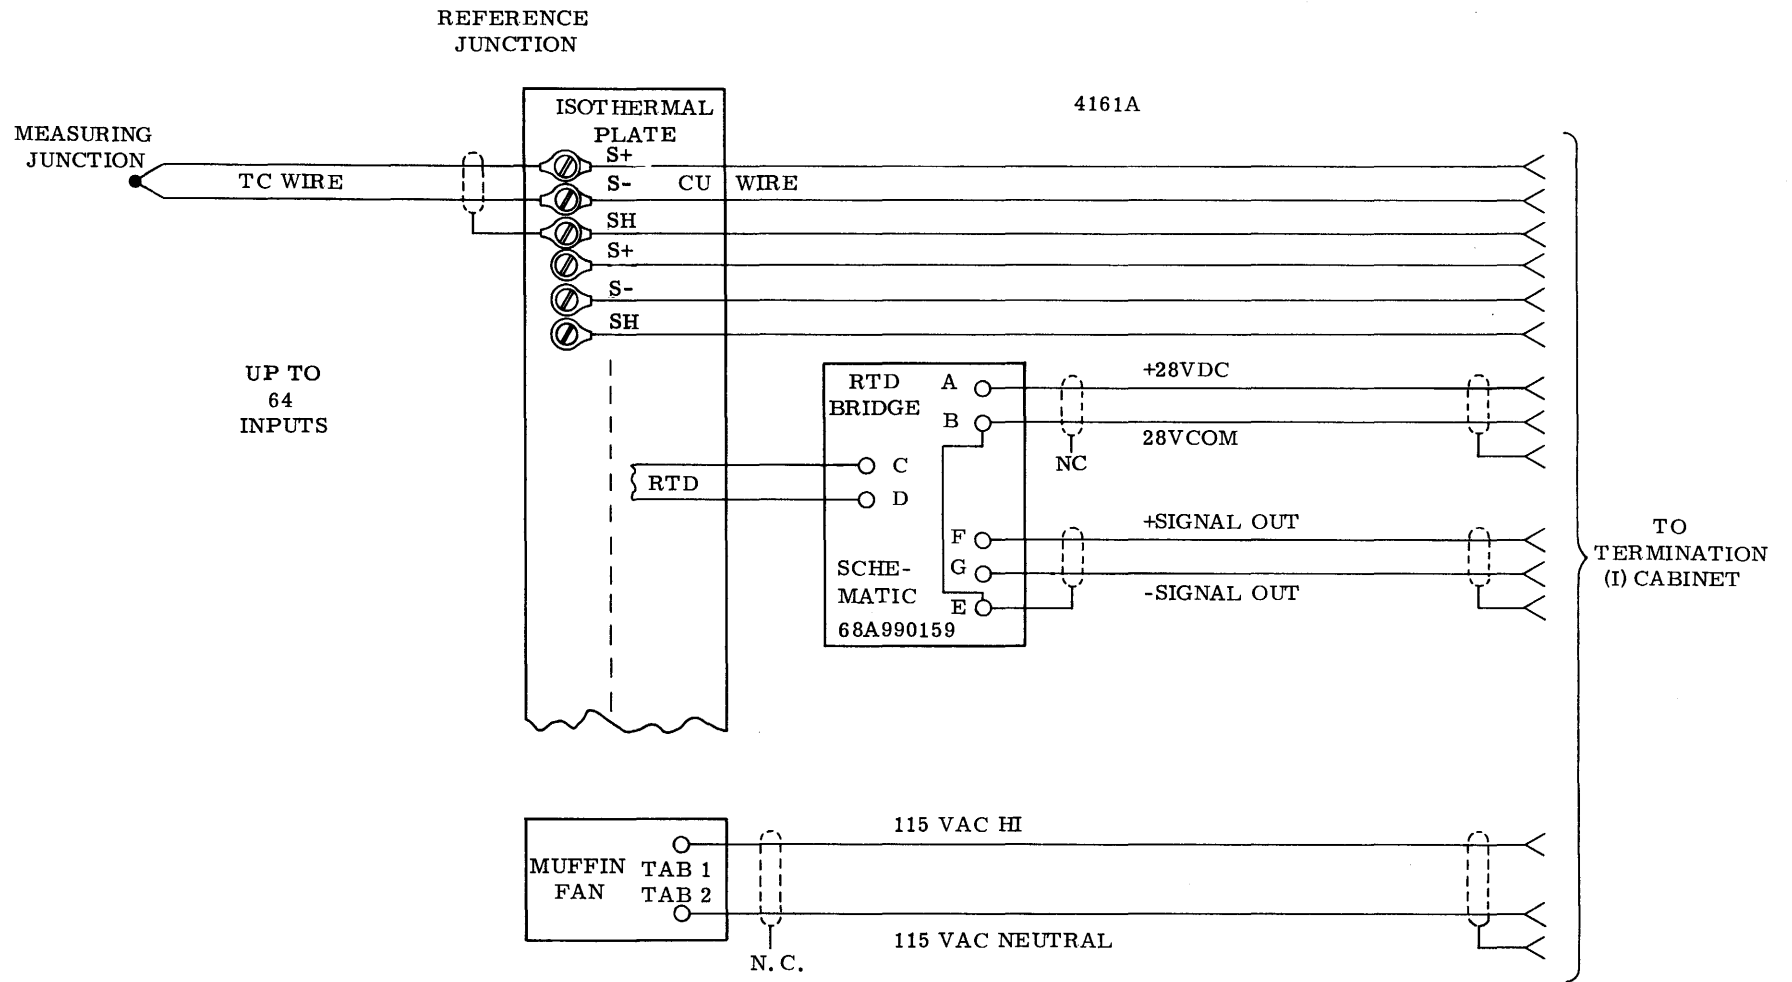 REFERENCE
JUNCTION
4161A
ISOTHERMAL
PLATE
MEASURING
JUNCTION
TC WIRE
S+
S-
CU WIRE
SH
S+
S-
SH
UP TO
64
INPUTS
RTD
RTD
BRIDGE
A
B
C
D
F
G
E
SCHE-
MATIC
68A990159
+28VDC
28VCOM
NC
+SIGNAL OUT
-SIGNAL OUT
TO
TERMINATION
(I) CABINET
MUFFIN
FAN
TAB 1
TAB 2
115 VAC HI
115 VAC NEUTRAL
N.C.